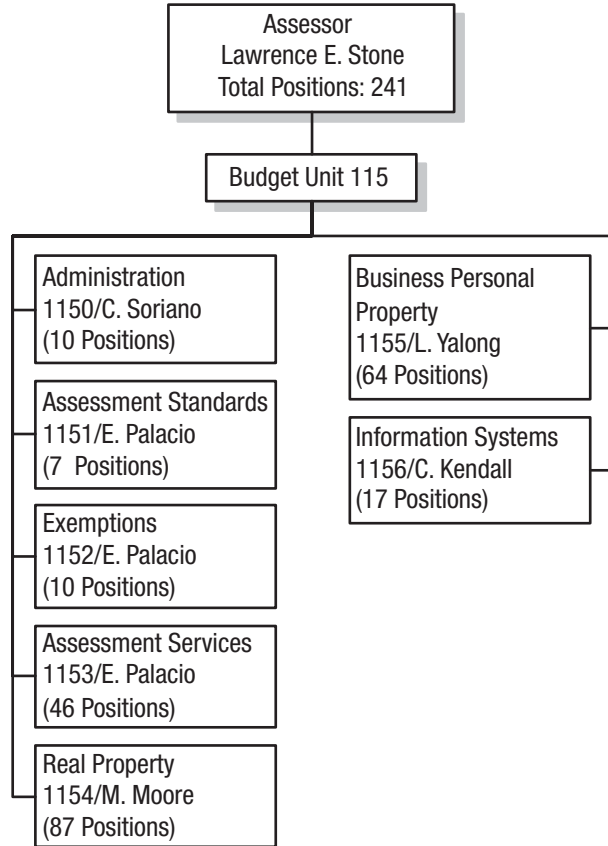 Assessor
Lawrence E. Stone
Total Positions: 241
Budget Unit 115
Administration
1150/C. Soriano
(10 Positions)
Assessment Standards
1151/E. Palacio
(7 Positions)
Exemptions
1152/E. Palacio
(10 Positions)
Assessment Services
1153/E. Palacio
(46 Positions)
Real Property
1154/M. Moore
(87 Positions)
Business Personal
Property
1155/L. Yalong
(64 Positions)
Information Systems
1156/C. Kendall
(17 Positions)